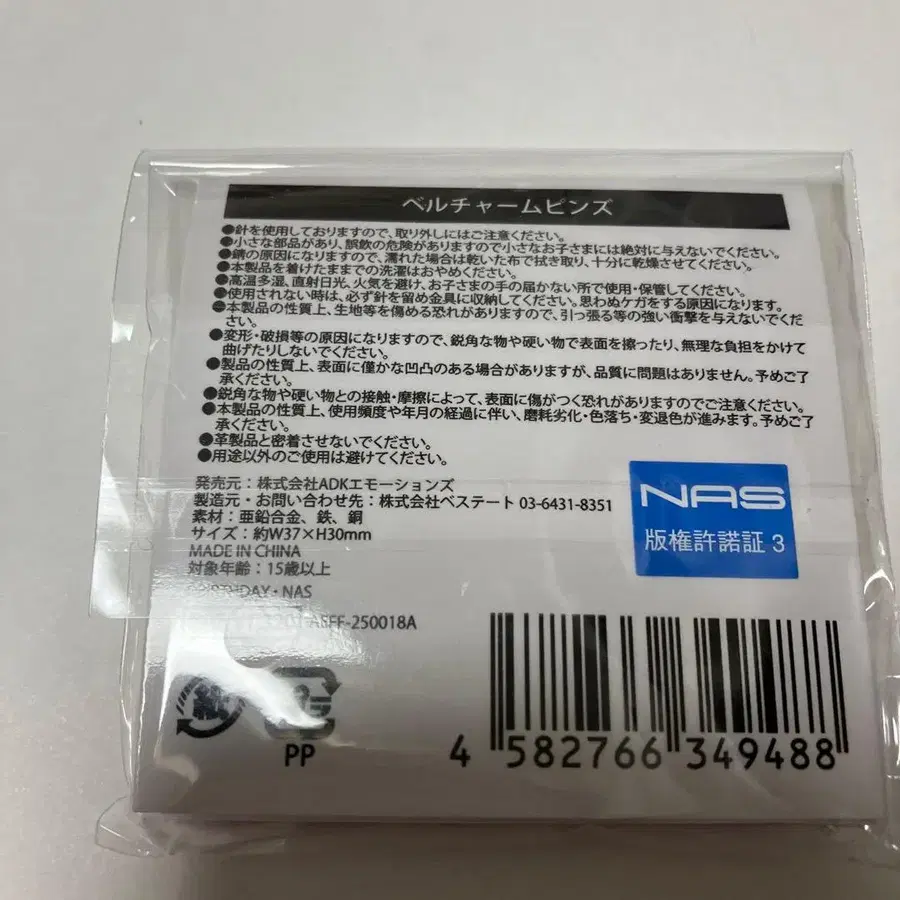 ベルチャームピンズ
●針を使用しておりますので、取り外しにはご注意ください。
●小さな部品があり、誤飲の危険がありますので小さなお子さまには絶対に与えないでください。
●錆の原因になりますので、濡れた場合は乾いた布で拭き取り、十分に乾燥させてください。
●本製品を着けたままでの洗濯はおやめください。
●高温多湿、直射日光、火気を避け、お子さまの手の届かない所で使用・保管してください。
●使用されない時は、必ず針を留め金具に収納してください。思わぬケガをする原因になります。
●本製品の性質上、生地等を傷める恐れがありますので、引っ張る等の強い衝撃を与えないでくだ
さい。
●変形・破損等の原因になりますので、鋭角な物や硬い物で表面を擦ったり、無理な負担をかけて
曲げたりしないでください。
●製品の性質上、表面に僅かな凹凸のある場合がありますが、品質に問題はありません。予めご了
承ください。
●鋭角な物や硬い物との接触・摩擦によって、表面に傷がつく恐れがありますのでご注意ください。
●本製品の性質上、使用頻度や年月の経過に伴い、磨耗劣化・色落ち・変退色が進みます。予めご了
承ください。
●革製品と密着させないでください。
●用途以外のご使用は避けてください。
発売元：株式会社ADKエモーションズ
製造元・お問い合わせ先：株式会社ベステート 03-6431-8351
素材：亜鉛合金、鉄、銅
サイズ：約W37×H30mm
MADE IN CHINA
対象年齢：15歳以上
・NAS
NAS
版権許諾証 3
ASFF-250018A
紙
PP
4 582766 349488